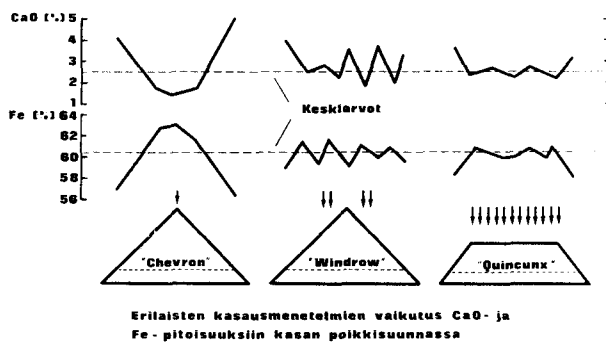 CaO [%]
5
4
3
2
1
Keskiarvot
Fe [%]
64
62
60
58
56
"Chevron"
"Windrow"
"Quincunx"
Erilaisten kasausmenetelmien vaikutus CaO- ja
Fe- pitoisuuksiin kasan poikkisuunnassa